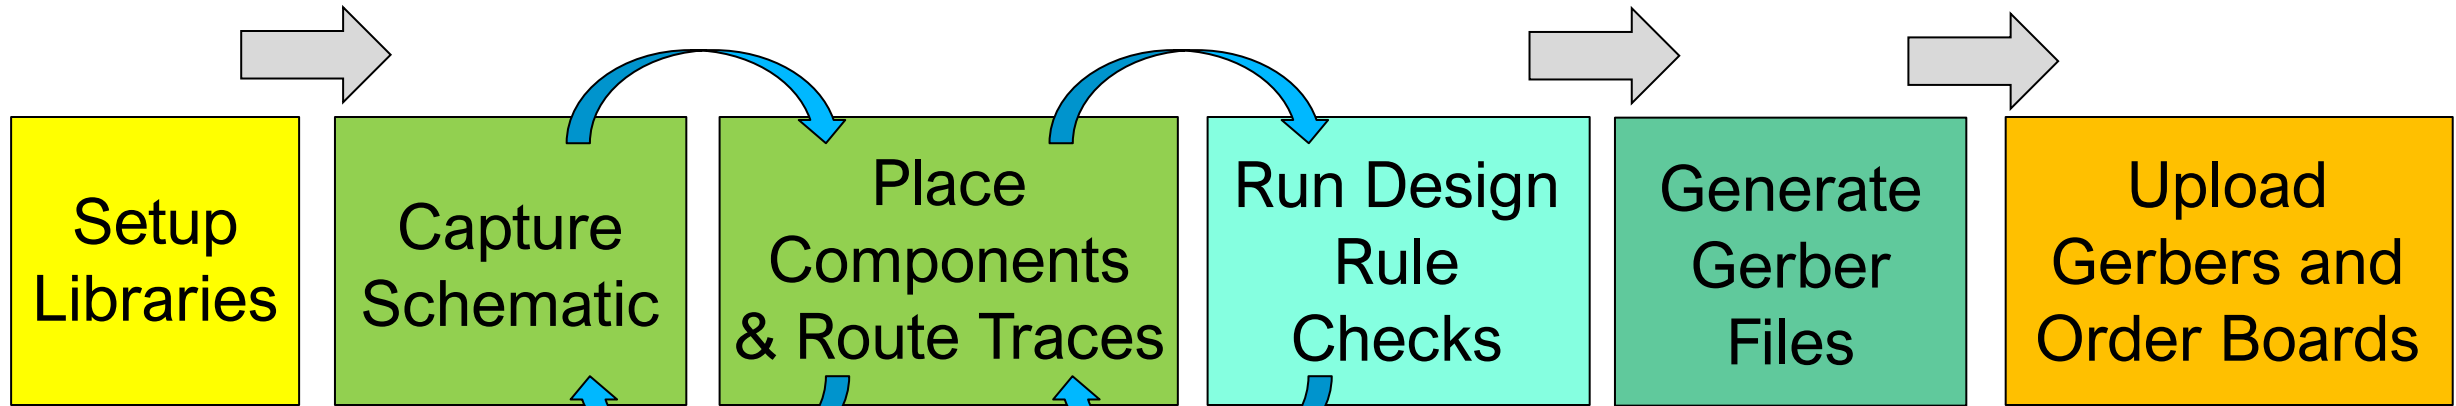 Setup
Libraries
Capture
Schematic
Place
Components
& Route Traces
Run Design
Rule
Checks
Generate
Gerber
Files
Upload
Gerbers and
Order Boards